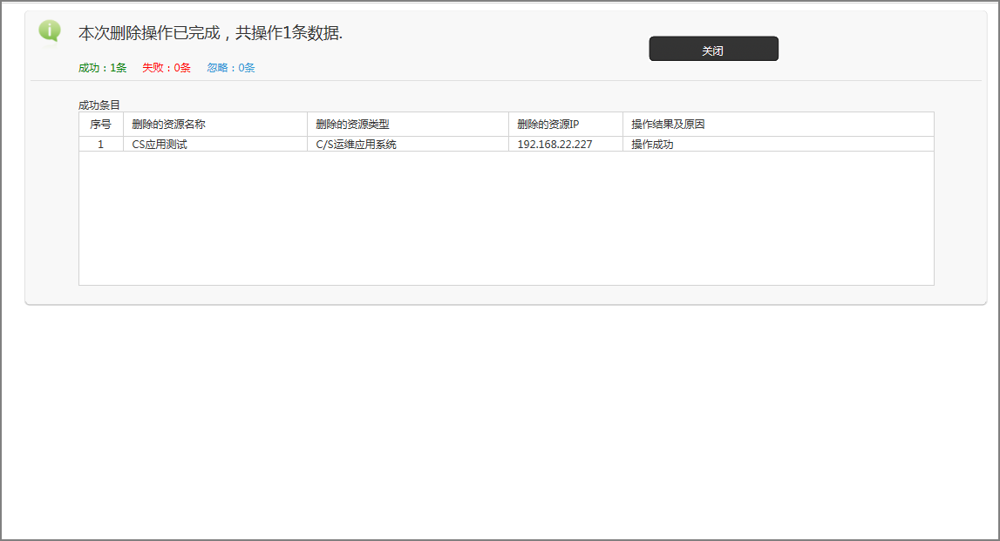 本次删除操作已完成，共操作1条数据.
关闭
成功：1条 失败：0条 忽略：0条
成功条目
序号 删除的资源名称 删除的资源类型 删除的资源IP 操作结果及原因
1 CS应用测试 C/S运维应用系统 192.168.22.227 操作成功